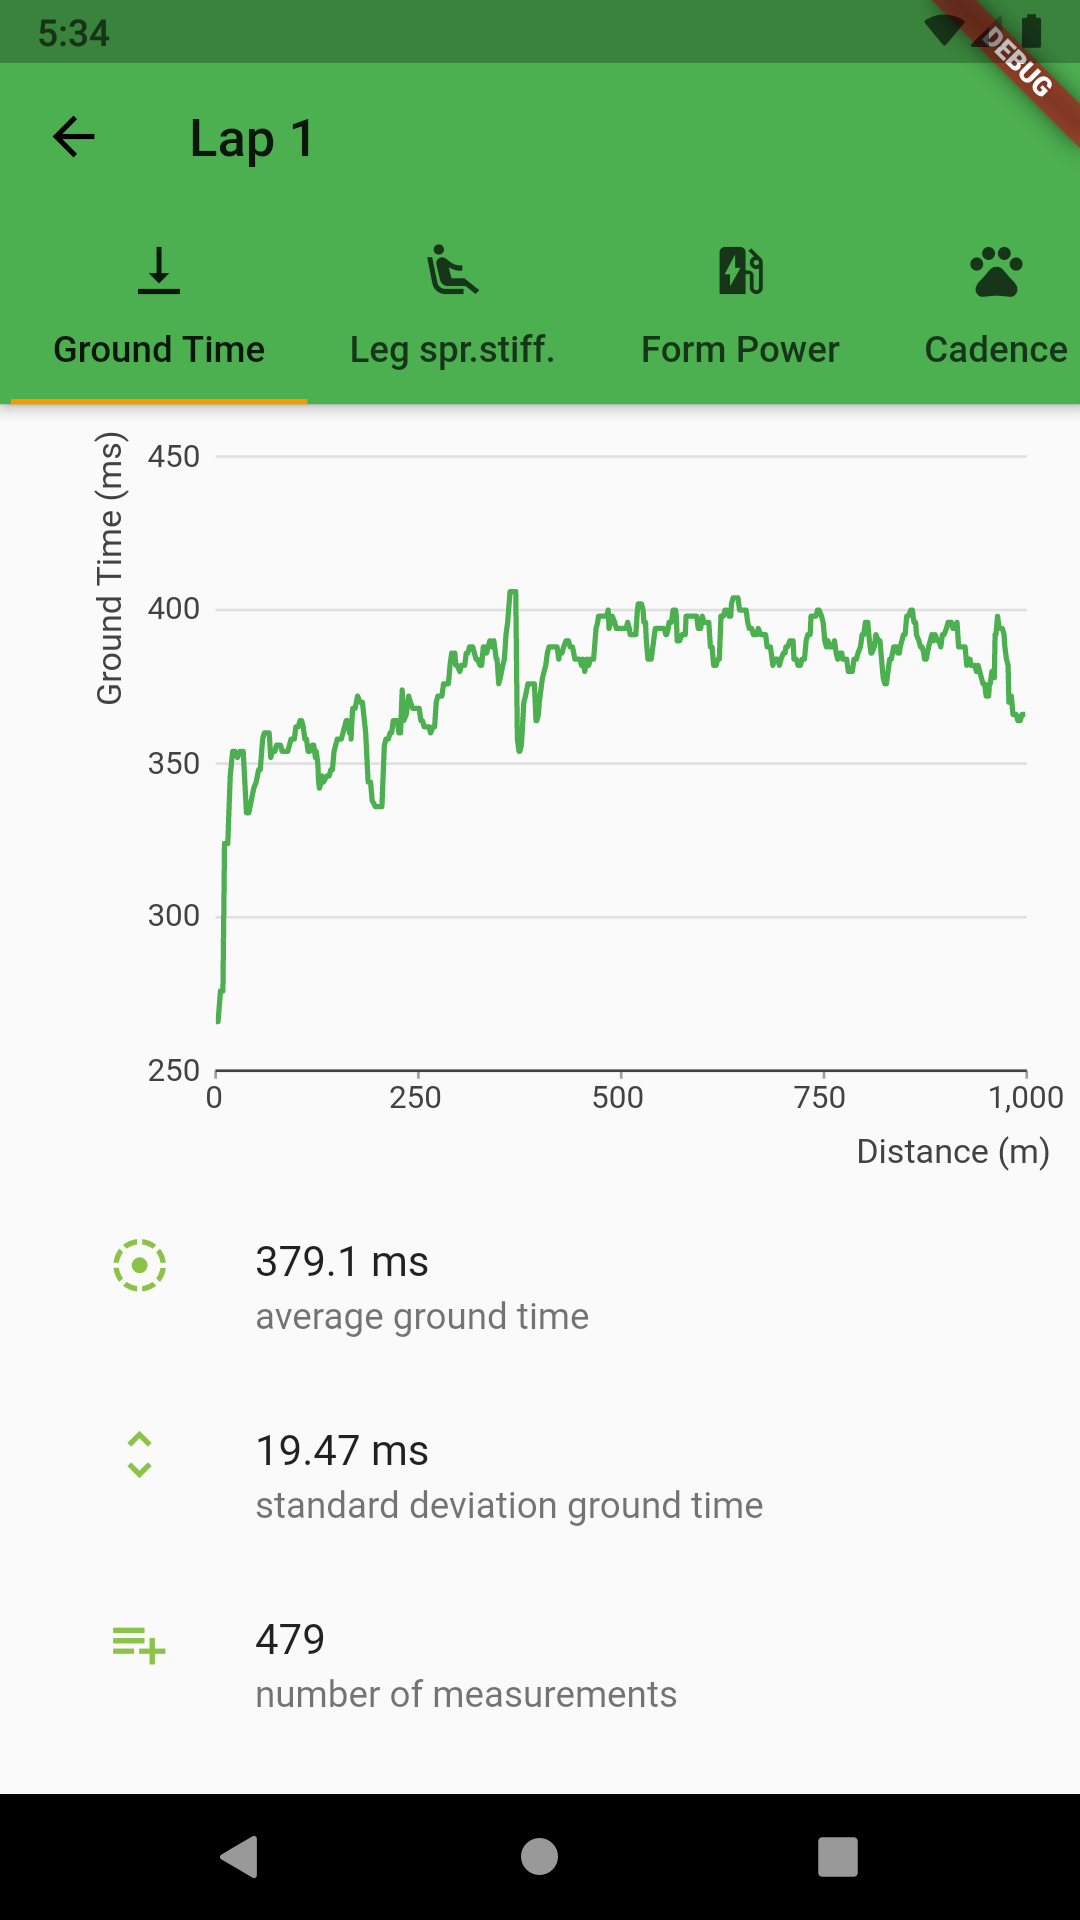 5:34
DEBUG
Lap 1
Ground Time
Leg spr.stiff.
Form Power
Cadence
Ground Time (ms)
450
400
350
300
250
0
250
500
750
1,000
Distance (m)
379.1 ms
average ground time
19.47 ms
standard deviation ground time
479
number of measurements